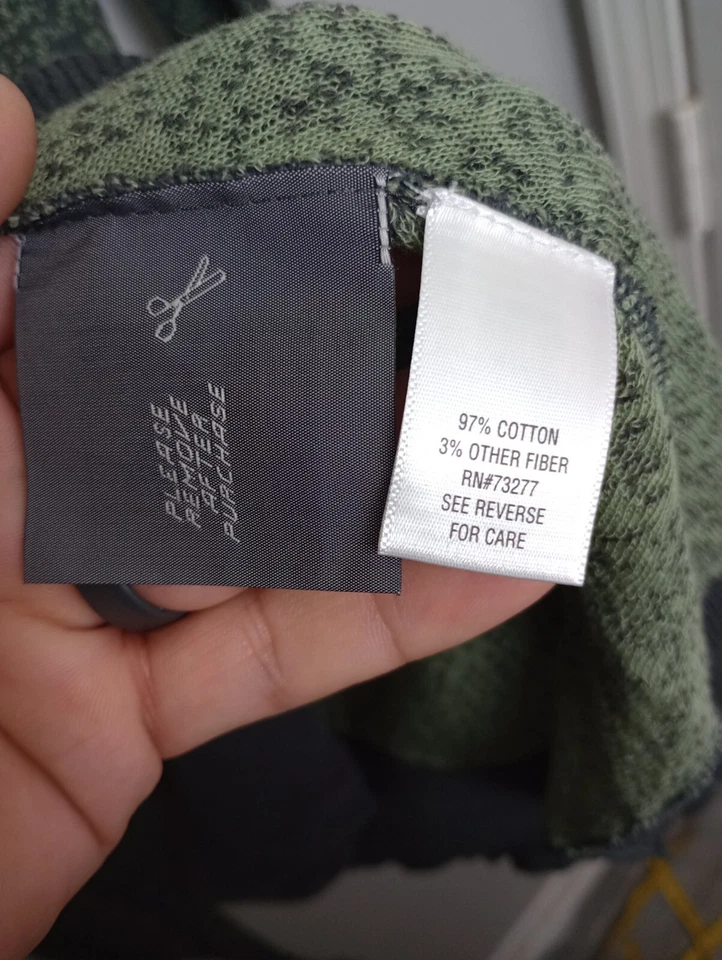 PLEASE
REMOVE
AFTER
PURCHASE
97% COTTON
3% OTHER FIBER
RN#73277
SEE REVERSE
FOR CARE